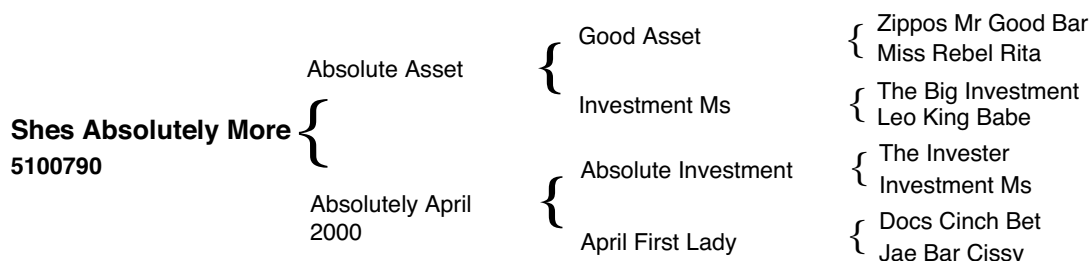 Shes Absolutely More
5100790
Absolute Asset
Absolutely April
2000
Good Asset
Investment Ms
Absolute Investment
April First Lady
Zippos Mr Good Bar
Miss Rebel Rita
The Big Investment
Leo King Babe
The Invester
Investment Ms
Docs Cinch Bet
Jae Bar Cissy